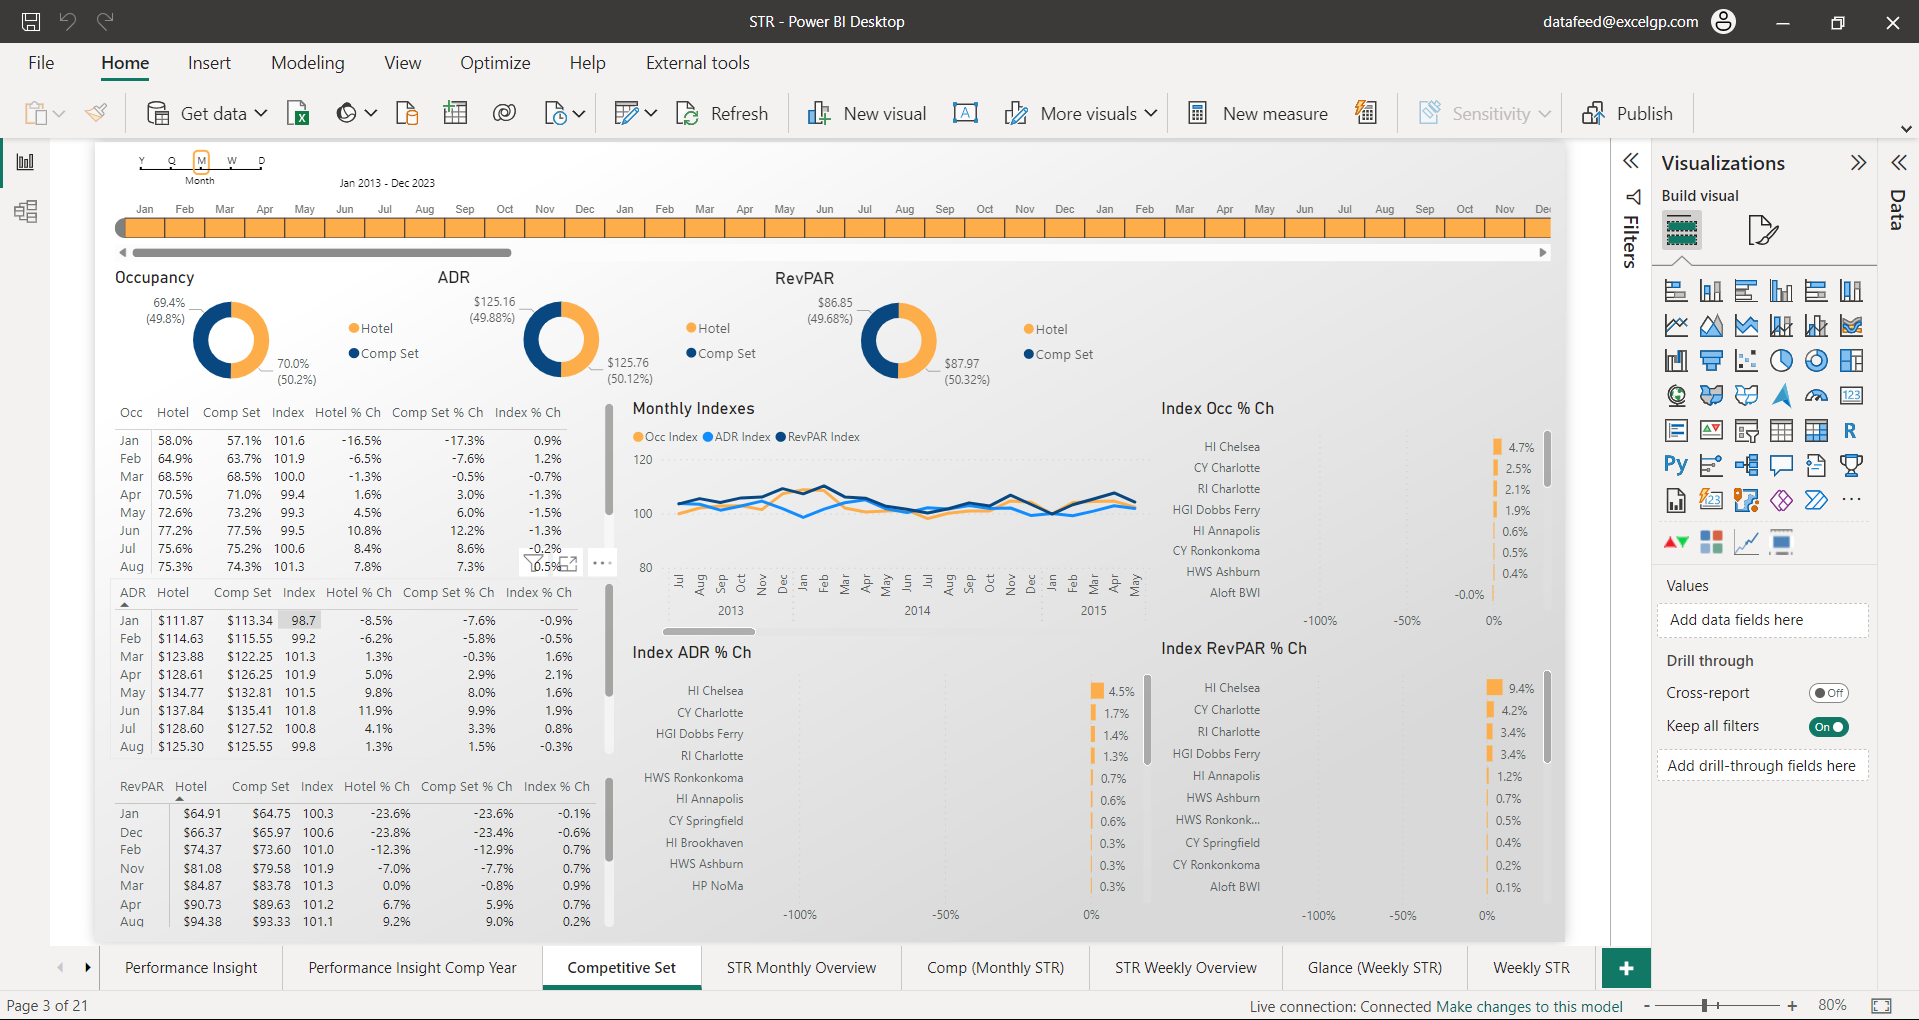 STR - Power BI Desktop
datafeed@excelgp.com
File Home Insert Modeling View Optimize Help External tools
Get data Refresh New visual More visuals New measure Sensitivity Publish
Y Q M W D
Month
Jan 2013 - Dec 2023
Jan Feb Mar Apr May Jun Jul Aug Sep Oct Nov Dec Jan Feb Mar Apr May Jun Jul Aug Sep Oct Nov Dec Jan Feb Mar Apr May Jun Jul Aug Sep Oct Nov Dec
Occupancy
69.4%
(49.8%)
70.0%
(50.2%)
Hotel
Comp Set
ADR
$125.16
(49.88%)
$125.76
(50.12%)
Hotel
Comp Set
RevPAR
$86.85
(49.68%)
$87.97
(50.32%)
Hotel
Comp Set
Occ Hotel Comp Set Index Hotel % Ch Comp Set % Ch Index % Ch
Jan 58.0% 57.1% 101.6 -16.5% -17.3% 0.9%
Feb 64.9% 63.7% 101.9 -6.5% -7.6% 1.2%
Mar 68.5% 68.5% 100.0 -1.3% -0.5% -0.7%
Apr 70.5% 71.0% 99.4 1.6% 3.0% -1.3%
May 72.6% 73.2% 99.3 4.5% 6.0% -1.5%
Jun 77.2% 77.5% 99.5 10.8% 12.2% -1.3%
Jul 75.6% 75.2% 100.6 8.4% 8.6% -0.2%
Aug 75.3% 74.3% 101.3 7.8% 7.3% 0.5%
ADR Hotel Comp Set Index Hotel % Ch Comp Set % Ch Index % Ch
Jan $111.87 $113.34 98.7 -8.5% -7.6% -0.9%
Feb $114.63 $115.55 99.2 -6.2% -5.8% -0.5%
Mar $123.88 $122.25 101.3 1.3% -0.3% 1.6%
Apr $128.61 $126.25 101.9 5.0% 2.9% 2.1%
May $134.77 $132.81 101.5 9.8% 8.0% 1.6%
Jun $137.84 $135.41 101.8 11.9% 9.9% 1.9%
Jul $128.60 $127.52 100.8 4.1% 3.3% 0.8%
Aug $125.30 $125.55 99.8 1.3% 1.5% -0.3%
RevPAR Hotel Comp Set Index Hotel % Ch Comp Set % Ch Index % Ch
Jan $64.91 $64.75 100.3 -23.6% -23.6% -0.1%
Dec $66.37 $65.97 100.6 -23.8% -23.4% -0.6%
Feb $74.37 $73.60 101.0 -12.3% -12.9% 0.7%
Nov $81.08 $79.58 101.9 -7.0% -7.7% 0.7%
Mar $84.87 $83.78 101.3 0.0% -0.8% 0.9%
Apr $90.73 $89.63 101.2 6.7% 5.9% 0.7%
Aug $94.38 $93.33 101.1 9.2% 9.0% 0.2%
Monthly Indexes
Occ Index ADR Index RevPAR Index
120
100
80
Jul Aug Sep Oct Nov Dec Jan Feb Mar Apr May Jun Jul Aug Sep Oct Nov Dec Jan Feb Mar Apr May
2013 2014 2015
Index ADR % Ch
HI Chelsea 4.5%
CY Charlotte 1.7%
HGI Dobbs Ferry 1.4%
RI Charlotte 1.3%
HWS Ronkonkoma 0.7%
HI Annapolis 0.6%
CY Springfield 0.6%
HI Brookhaven 0.3%
HWS Ashburn 0.3%
HP NoMa 0.3%
-100% -50% 0%
Index Occ % Ch
HI Chelsea 4.7%
CY Charlotte 2.5%
RI Charlotte 2.1%
HGI Dobbs Ferry 1.9%
HI Annapolis 0.6%
CY Ronkonkoma 0.5%
HWS Ashburn 0.4%
Aloft BWI -0.0%
-100% -50% 0%
Index RevPAR % Ch
HI Chelsea 9.4%
CY Charlotte 4.2%
RI Charlotte 3.4%
HGI Dobbs Ferry 3.4%
HI Annapolis 1.2%
HWS Ashburn 0.7%
HWS Ronkonk... 0.5%
CY Springfield 0.4%
CY Ronkonkoma 0.2%
Aloft BWI 0.1%
-100% -50% 0%
Filters
Visualizations
Build visual
123
R
Py
123
Values
Add data fields here
Drill through
Cross-report Off
Keep all filters On
Add drill-through fields here
Data
Performance Insight Performance Insight Comp Year Competitive Set STR Monthly Overview Comp (Monthly STR) STR Weekly Overview Glance (Weekly STR) Weekly STR
Page 3 of 21
Live connection: Connected Make changes to this model
- + 80%